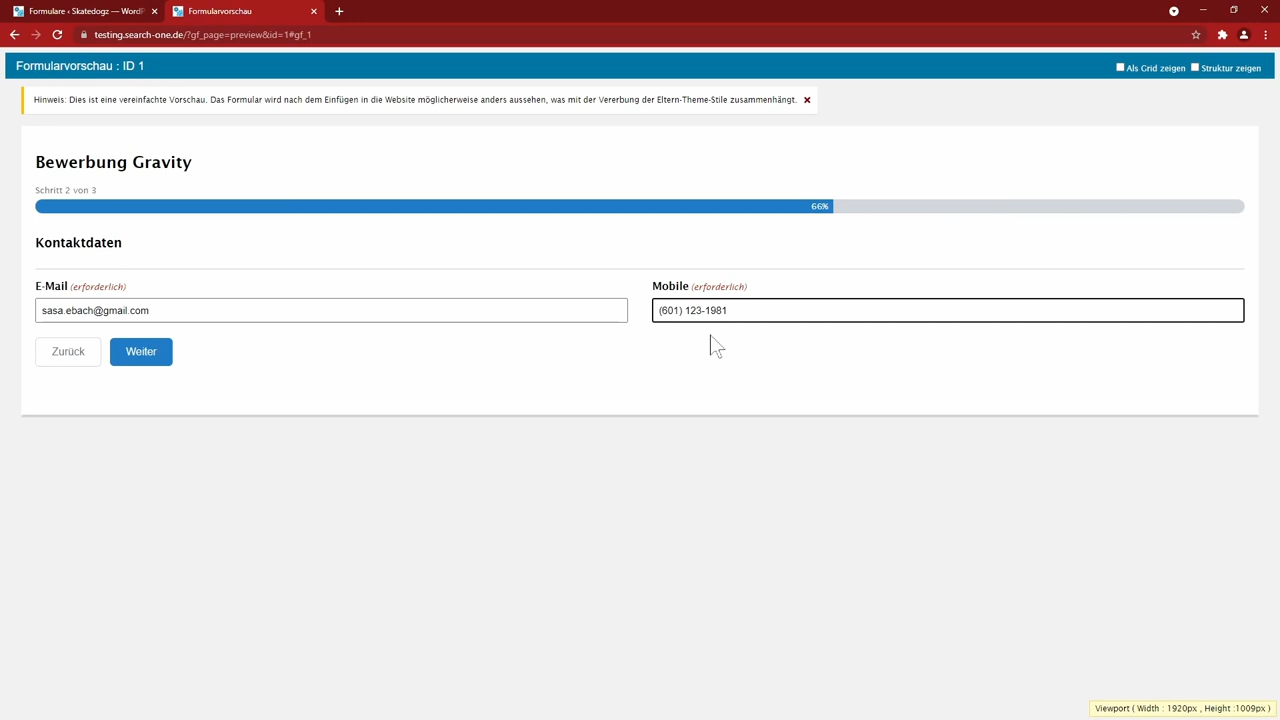 Formulare ‹ Skatedogz — WordP
Formularvorschau
testing.search-one.de/?gf_page=preview&id=1#gf_1
Formularvorschau : ID 1
Als Grid zeigen Struktur zeigen
Hinweis: Dies ist eine vereinfachte Vorschau. Das Formular wird nach dem Einfügen in die Website möglicherweise anders aussehen, was mit der Vererbung der Eltern-Theme-Stile zusammenhängt.
Bewerbung Gravity
Schritt 2 von 3
66%
Kontaktdaten
E-Mail (erforderlich)
Mobile (erforderlich)
sasa.ebach@gmail.com
(601) 123-1981
Zurück
Weiter
Viewport ( Width : 1920px , Height :1009px )